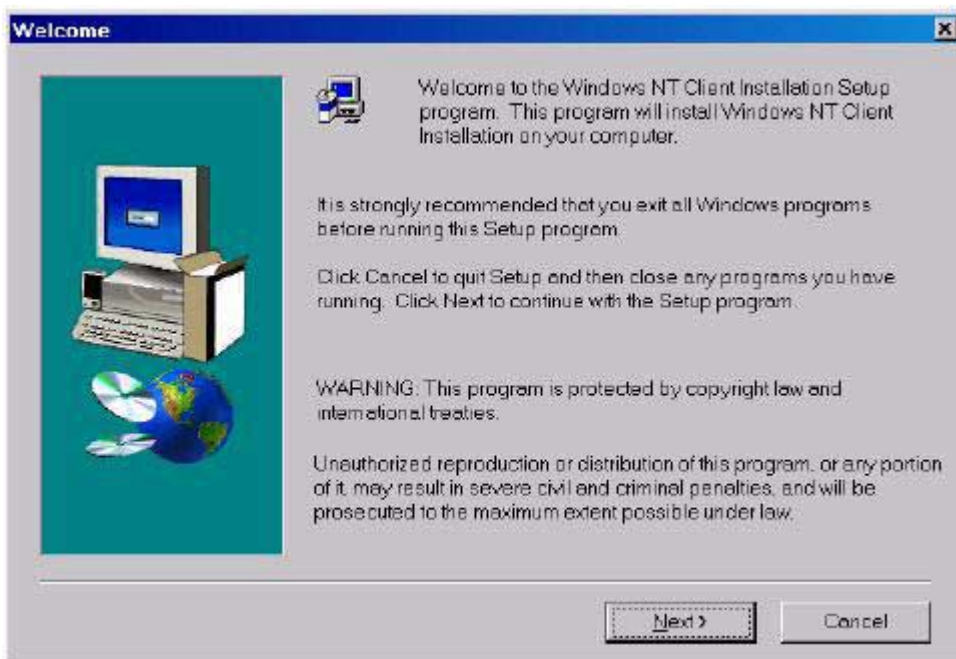 Welcome
Welcome to the Windows NT Client Installation Setup
program. This program will install Windows NT Client
Installation on your computer.
It is strongly recommended that you exit all Windows programs
before running this Setup program.
Click Cancel to quit Setup and then close any programs you have
running. Click Next to continue with the Setup program.
WARNING: This program is protected by copyright law and
international treaties.
Unauthorized reproduction or distribution of this program, or any portion
of it, may result in severe civil and criminal penalties, and will be
prosecuted to the maximum extent possible under law.
Next >
Cancel